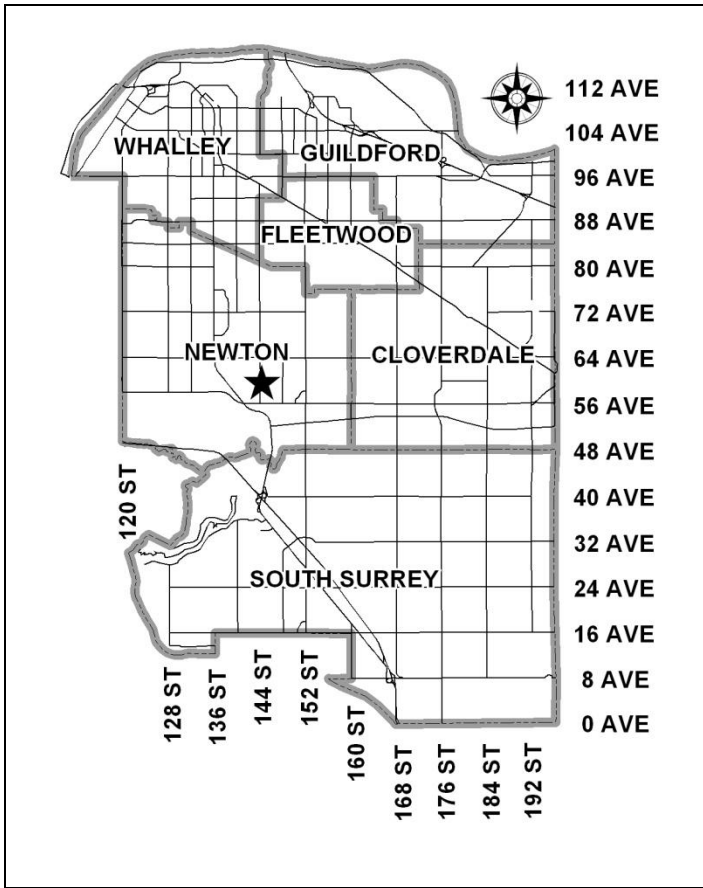 112 AVE
104 AVE
WHALLEY
GUILDFORD
96 AVE
88 AVE
FLEETWOOD
80 AVE
72 AVE
NEWTON
CLOVERDALE
64 AVE
56 AVE
48 AVE
120 ST
40 AVE
32 AVE
SOUTH SURREY
24 AVE
16 AVE
8 AVE
0 AVE
128 ST
136 ST
144 ST
152 ST
160 ST
168 ST
176 ST
184 ST
192 ST